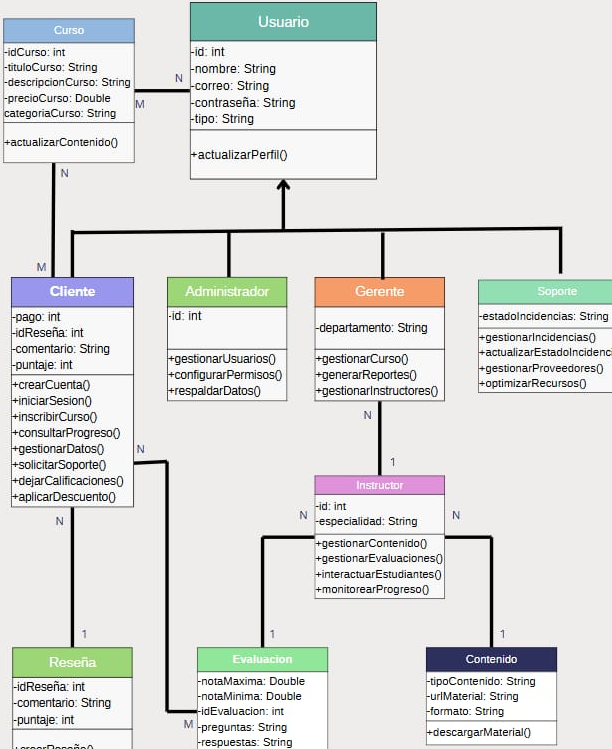 Curso
-idCurso: int
-tituloCurso: String
-descripcionCurso: String
-precioCurso: Double
categoriaCurso: String
+actualizarContenido()
Usuario
-id: int
-nombre: String
-correo: String
-contraseña: String
-tipo: String
+actualizarPerfil()
N
M
N
M
Cliente
-pago: int
-idReseña: int
-comentario: String
-puntaje: int
+crearCuenta()
+iniciarSesion()
+inscribirCurso()
+consultarProgreso()
+gestionarDatos()
+solicitarSoporte()
+dejarCalificaciones()
+aplicarDescuento()
Administrador
-id: int
+gestionarUsuarios()
+configurarPermisos()
+respaldarDatos()
Gerente
-departamento: String
+gestionarCurso()
+generarReportes()
+gestionarInstructores()
Soporte
-estadoIncidencias: String
+gestionarIncidencias()
+actualizarEstadoIncidenci
+gestionarProveedores()
+optimizarRecursos()
N
1
N
Instructor
-id: int
-especialidad: String
+gestionarContenido()
+gestionarEvaluaciones()
+interactuarEstudiantes()
+monitorearProgreso()
N
N
N
1
1
1
M
Reseña
-idReseña: int
-comentario: String
-puntaje: int
+crearReseña()
Evaluacion
-notaMaxima: Double
-notaMinima: Double
-idEvaluacion: int
-preguntas: String
-respuestas: String
Contenido
-tipoContenido: String
-urlMaterial: String
-formato: String
+descargarMaterial()